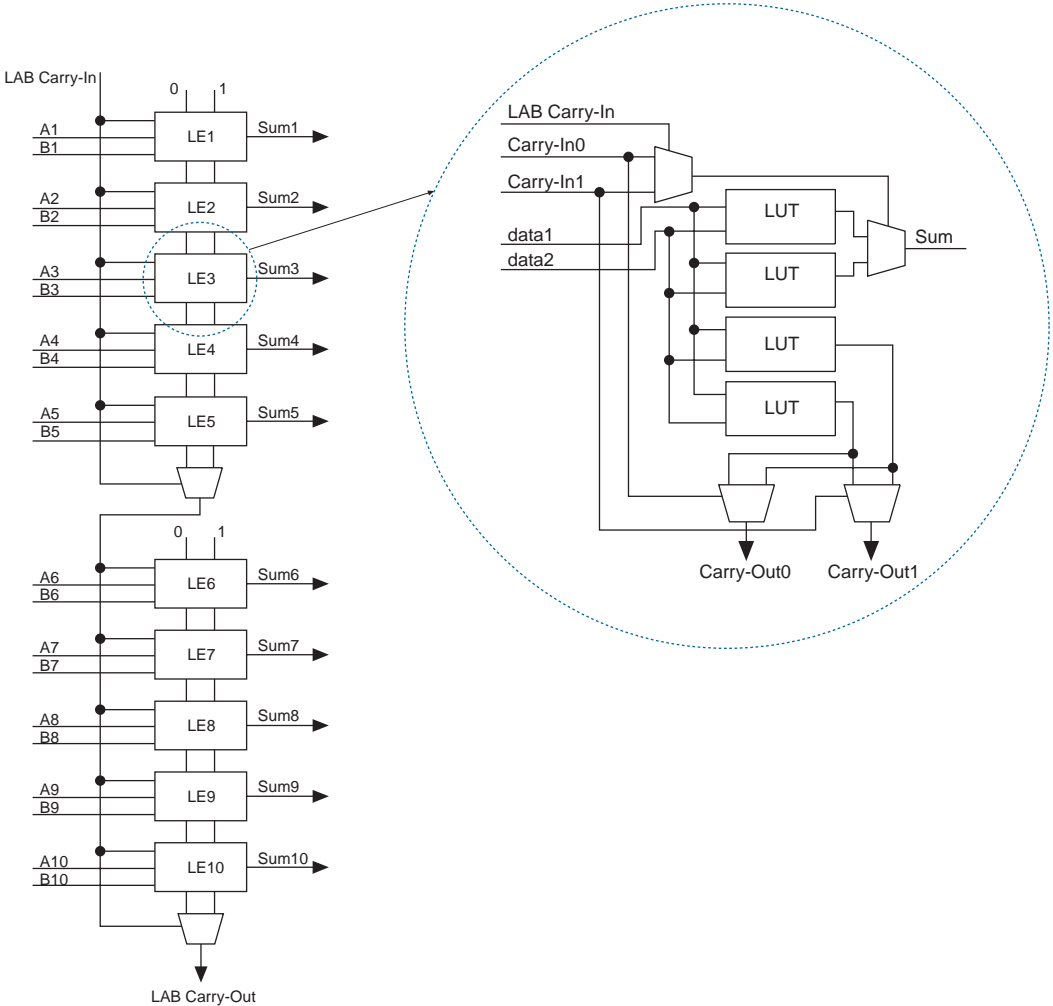 LAB Carry-In
0 1
A1
B1
LE1
Sum1
A2
B2
LE2
Sum2
A3
B3
LE3
Sum3
A4
B4
LE4
Sum4
A5
B5
LE5
Sum5
0 1
A6
B6
LE6
Sum6
A7
B7
LE7
Sum7
A8
B8
LE8
Sum8
A9
B9
LE9
Sum9
A10
B10
LE10
Sum10
LAB Carry-Out
LAB Carry-In
Carry-In0
Carry-In1
data1
data2
LUT
LUT
LUT
LUT
Sum
Carry-Out0
Carry-Out1